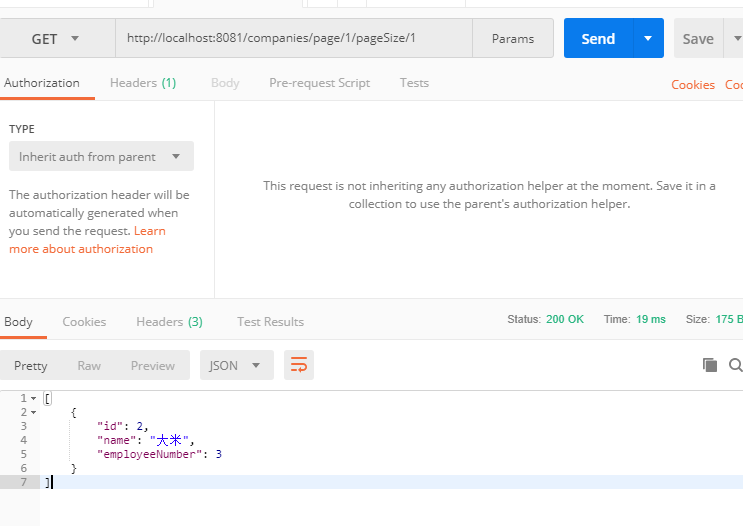 GET http://localhost:8081/companies/page/1/pageSize/1 Params Send Save
Authorization Headers (1) Body Pre-request Script Tests Cookies
TYPE
Inherit auth from parent
The authorization header will be
automatically generated when
you send the request. Learn
more about authorization
This request is not inheriting any authorization helper at the moment. Save it in a
collection to use the parent's authorization helper.
Body Cookies Headers (3) Test Results Status: 200 OK Time: 19 ms Size: 175 B
Pretty Raw Preview JSON
1 [
2 {
3 "id": 2,
4 "name": "大米",
5 "employeeNumber": 3
6 }
7 ]